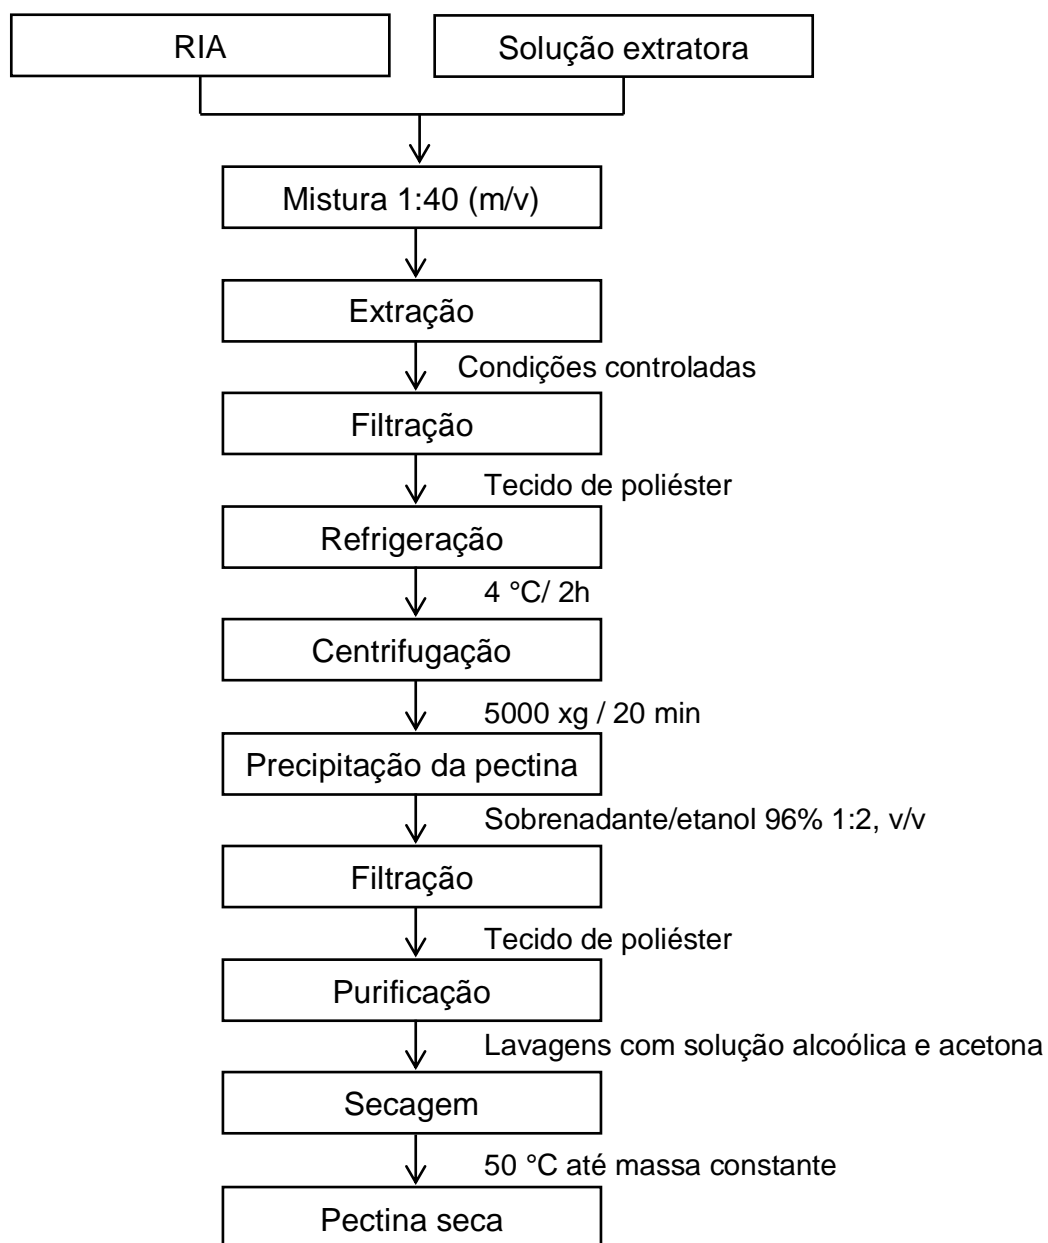 RIA
Solução extratora
Mistura 1:40 (m/v)
Extração
Condições controladas
Filtração
Tecido de poliéster
Refrigeração
4 °C/ 2h
Centrifugação
5000 xg / 20 min
Precipitação da pectina
Sobrenadante/etanol 96% 1:2, v/v
Filtração
Tecido de poliéster
Purificação
Lavagens com solução alcoólica e acetona
Secagem
50 °C até massa constante
Pectina seca